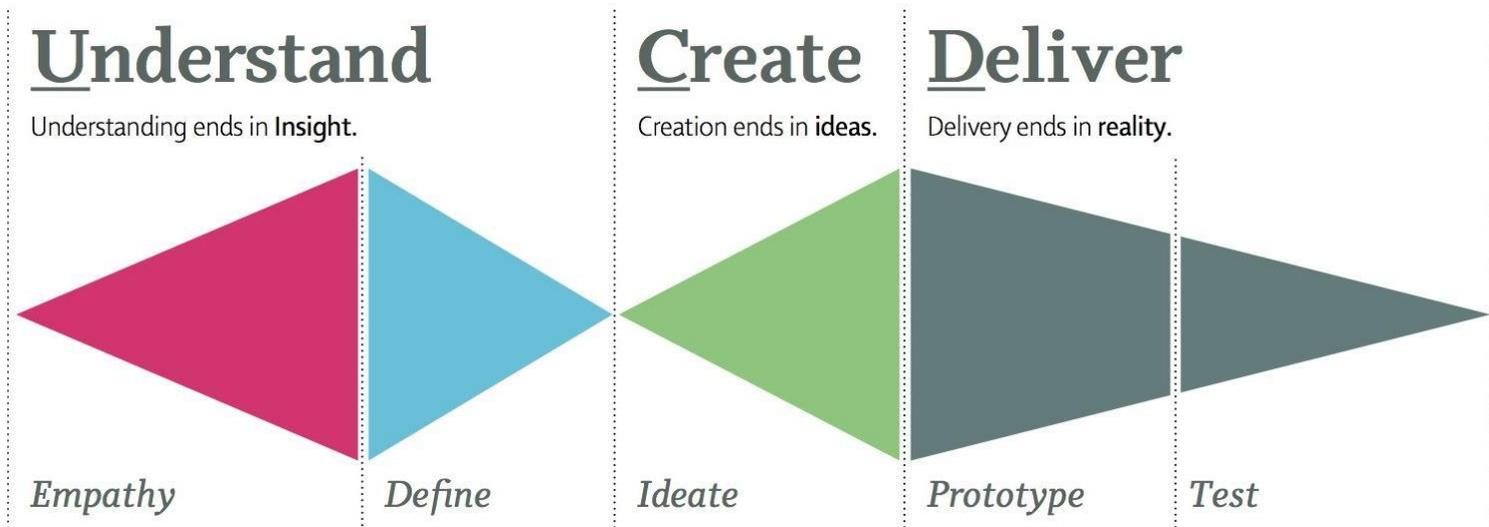 Understand
Understanding ends in Insight.
Create
Creation ends in ideas.
Deliver
Delivery ends in reality.
Empathy
Define
Ideate
Prototype
Test